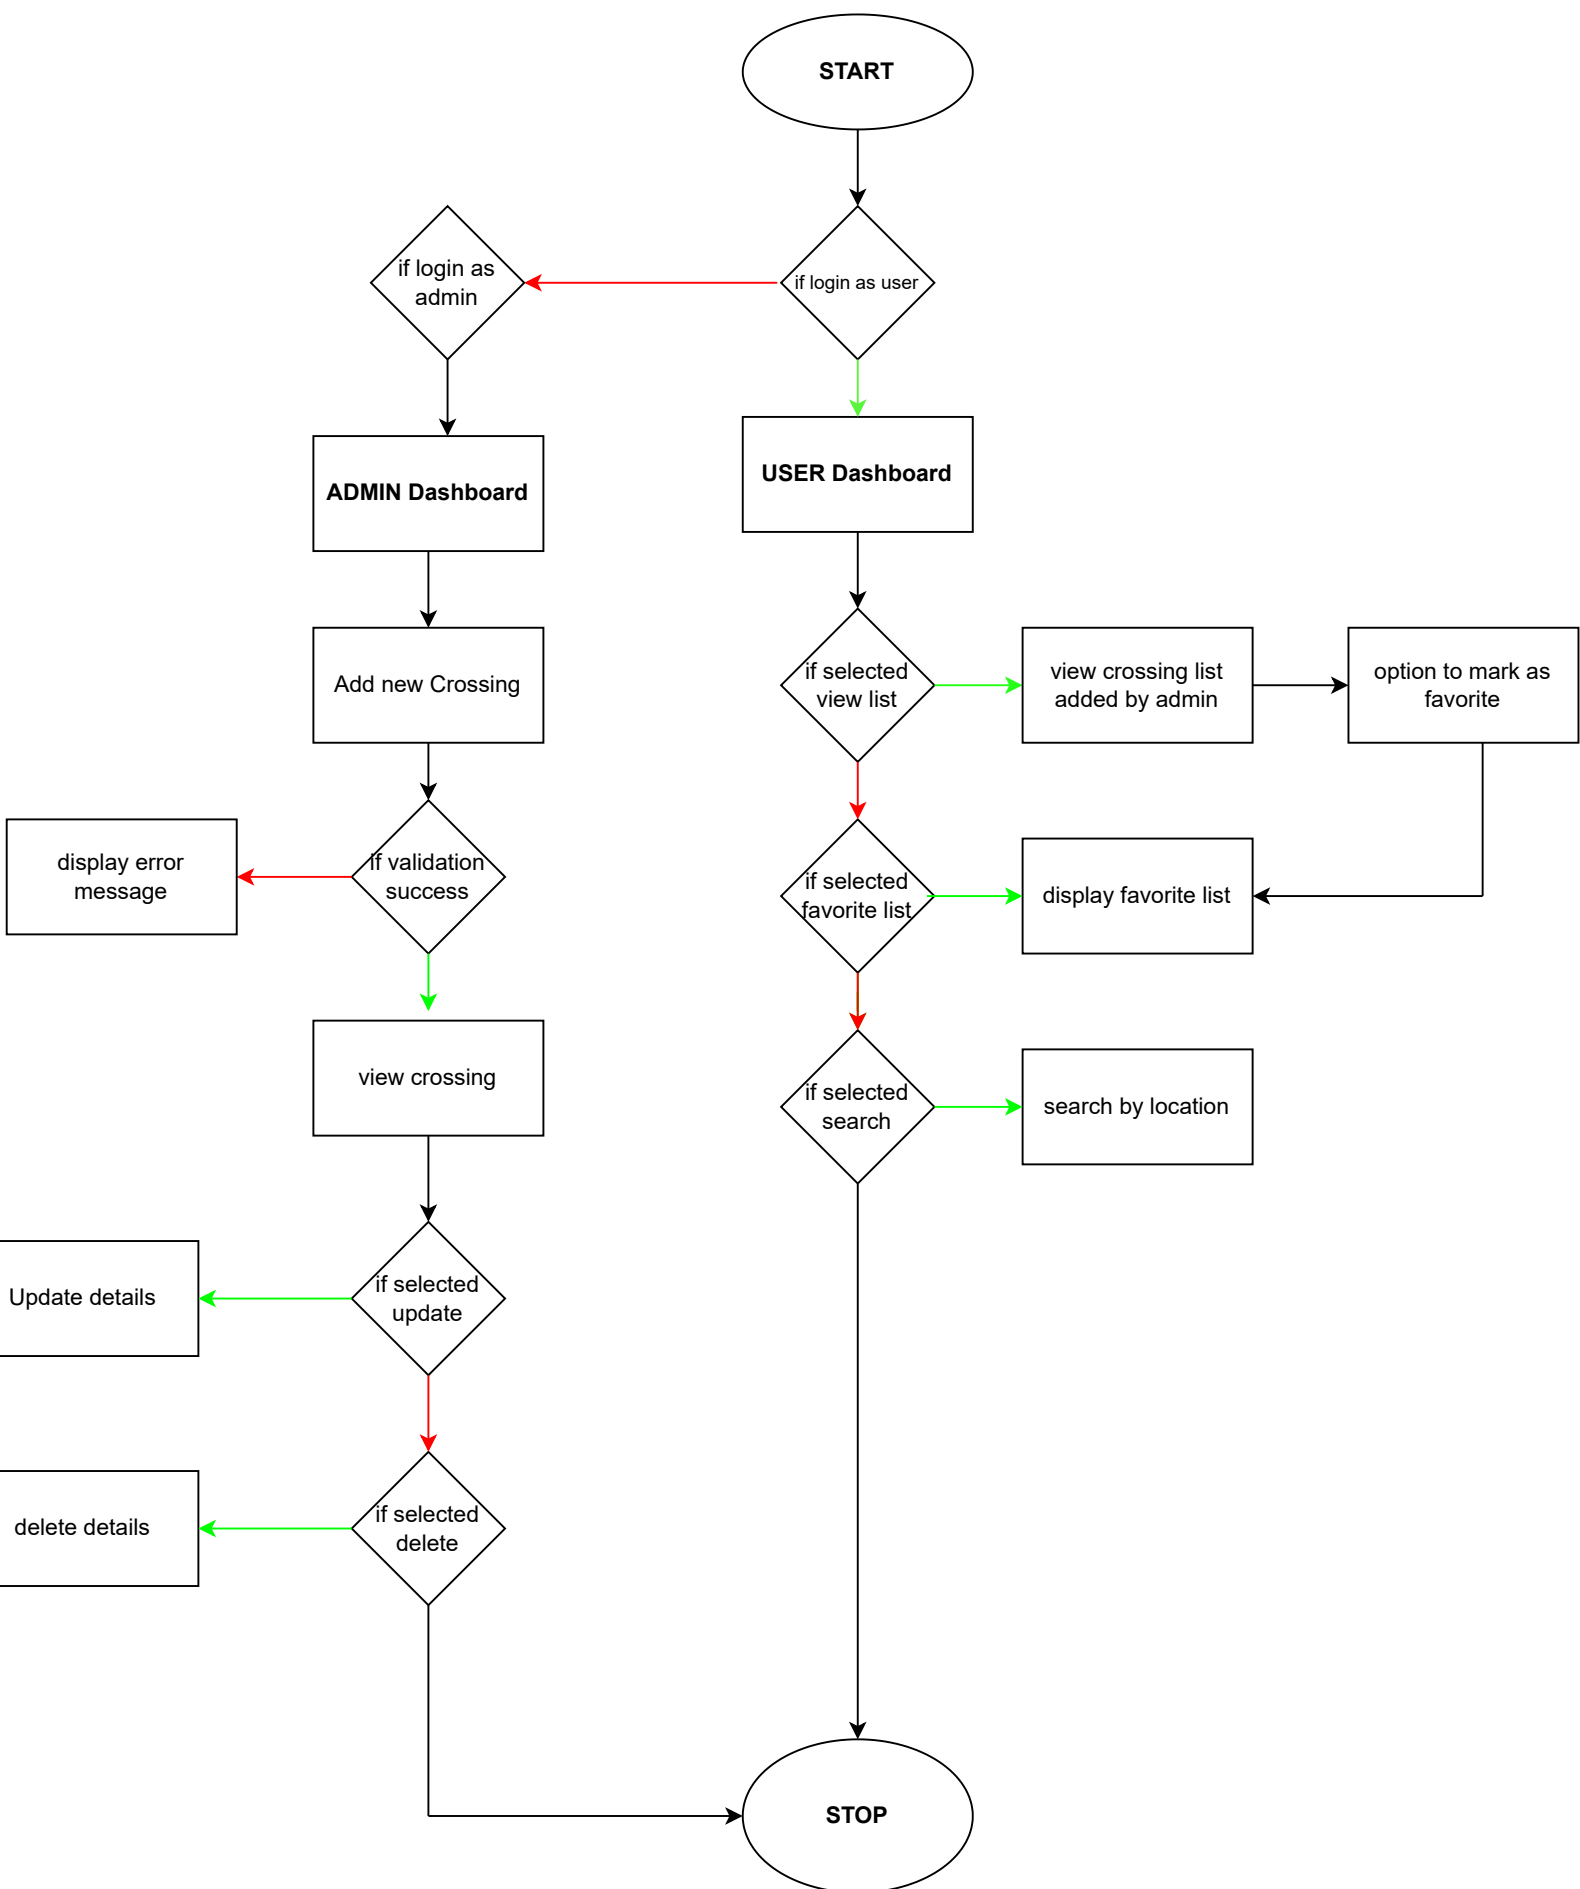 START
if login as
admin
if login as user
ADMIN Dashboard
USER Dashboard
Add new Crossing
if selected
view list
view crossing list
added by admin
option to mark as
favorite
display error
message
if validation
success
if selected
favorite list
display favorite list
view crossing
if selected
search
search by location
Update details
if selected
update
delete details
if selected
delete
STOP